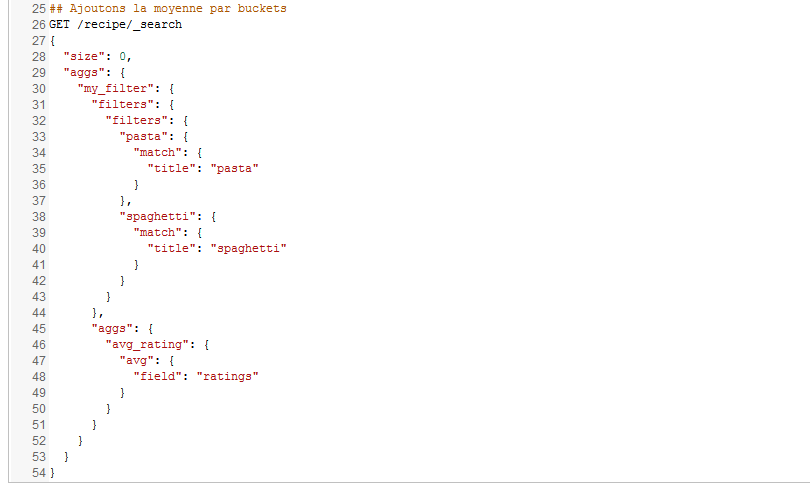 25 ## Ajoutons la moyenne par buckets
26 GET /recipe/_search
27 {
28   "size": 0,
29   "aggs": {
30     "my_filter": {
31       "filters": {
32         "filters": {
33           "pasta": {
34             "match": {
35               "title": "pasta"
36             }
37           },
38           "spaghetti": {
39             "match": {
40               "title": "spaghetti"
41             }
42           }
43         }
44       },
45       "aggs": {
46         "avg_rating": {
47           "avg": {
48             "field": "ratings"
49           }
50         }
51       }
52     }
53   }
54 }